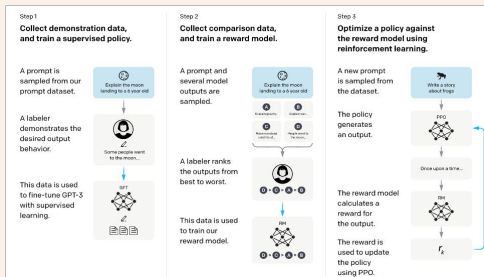 Step 1
Collect demonstration data,
and train a supervised policy.
A prompt is
sampled from our
prompt dataset.
Explain the moon
landing to a 6 year old
A labeler
demonstrates the
desired output
behavior.
Some people went
to the moon...
This data is used
to fine-tune GPT-3
with supervised
learning.
SFT
Step 2
Collect comparison data,
and train a reward model.
A prompt and
several model
outputs are
sampled.
Explain the moon
landing to a 6 year old
A
B
C
D
A labeler ranks
the outputs from
best to worst.
D > C > A = B
This data is used
to train our
reward model.
RM
D > C > A = B
Step 3
Optimize a policy against
the reward model using
reinforcement learning.
A new prompt
is sampled from
the dataset.
Write a story
about frogs
The policy
generates
an output.
PPO
Once upon a time...
The reward model
calculates a
reward for
the output.
RM
The reward is
used to update
the policy
using PPO.
rk